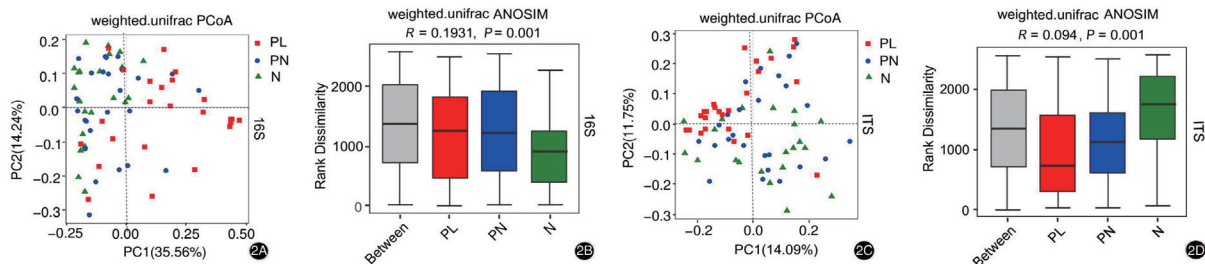 weighted.unifrac PCoA
PL
PN
N
0.2
0.1
0.0
-0.1
-0.2
-0.3
PC2(14.24%)
-0.25
0.00
0.25
0.50
PC1(35.56%)
16S
2A
weighted.unifrac ANOSIM
R = 0.1931, P = 0.001
Rank Dissimilarity
2000
1000
0
Between
PL
PN
N
16S
2B
weighted.unifrac PCoA
PL
PN
N
0.3
0.2
0.1
0.0
-0.1
-0.2
-0.3
PC2(11.75%)
-0.2
0.0
0.2
0.4
PC1(14.09%)
ITS
2C
weighted.unifrac ANOSIM
R = 0.094, P = 0.001
Rank Dissimilarity
2000
1000
0
Between
PL
PN
N
ITS
2D